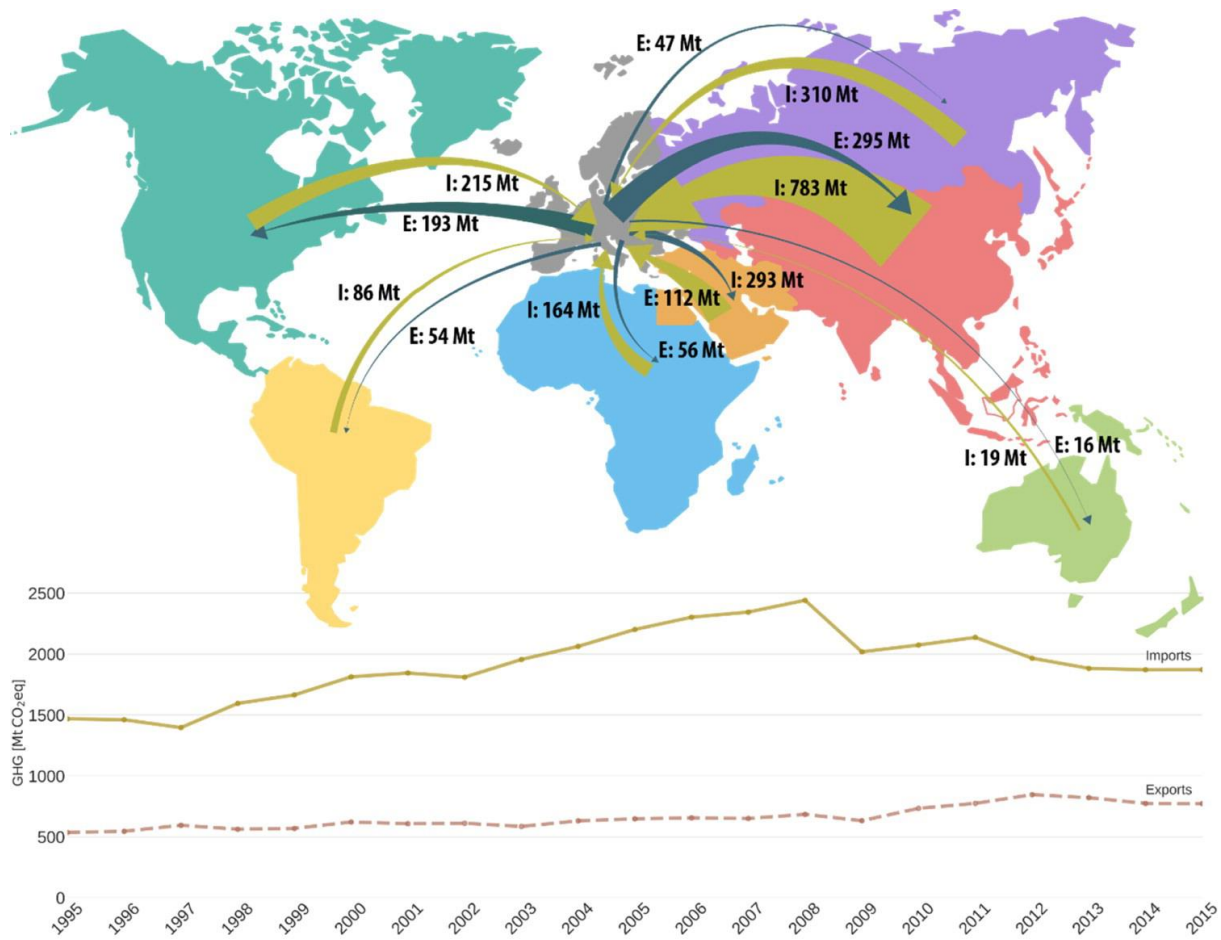 E: 47 Mt
I: 310 Mt
E: 295 Mt
I: 783 Mt
I: 215 Mt
E: 193 Mt
I: 86 Mt
E: 54 Mt
I: 164 Mt
E: 112 Mt
I: 293 Mt
E: 56 Mt
I: 19 Mt
E: 16 Mt
2500
2000
1500
1000
500
0
GHG [Mt CO₂eq]
Imports
Exports
1995 1996 1997 1998 1999 2000 2001 2002 2003 2004 2005 2006 2007 2008 2009 2010 2011 2012 2013 2014 2015